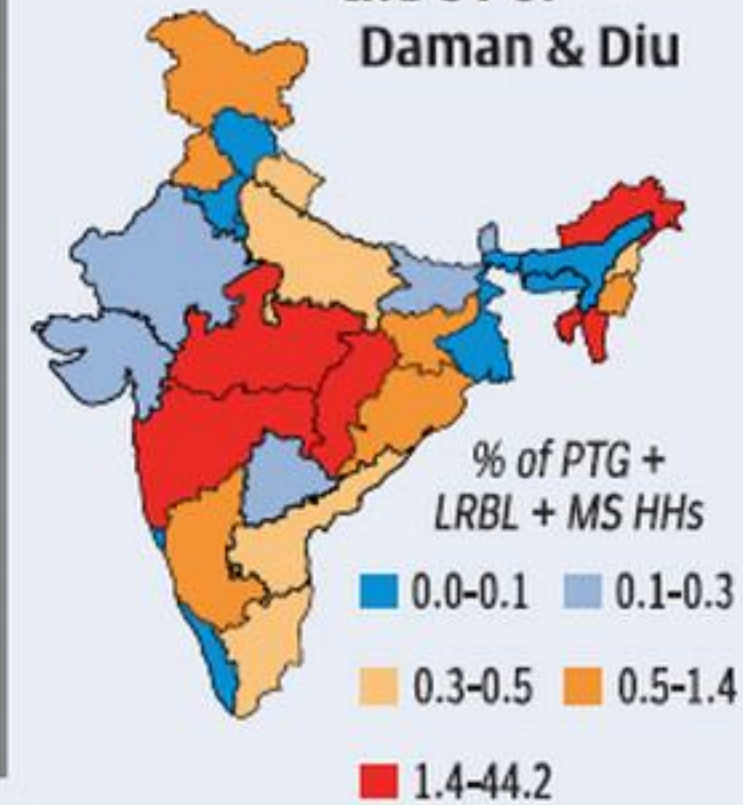 Daman & Diu
% of PTG +
LRBL + MS HHs
0.0-0.1
0.1-0.3
0.3-0.5
0.5-1.4
1.4-44.2